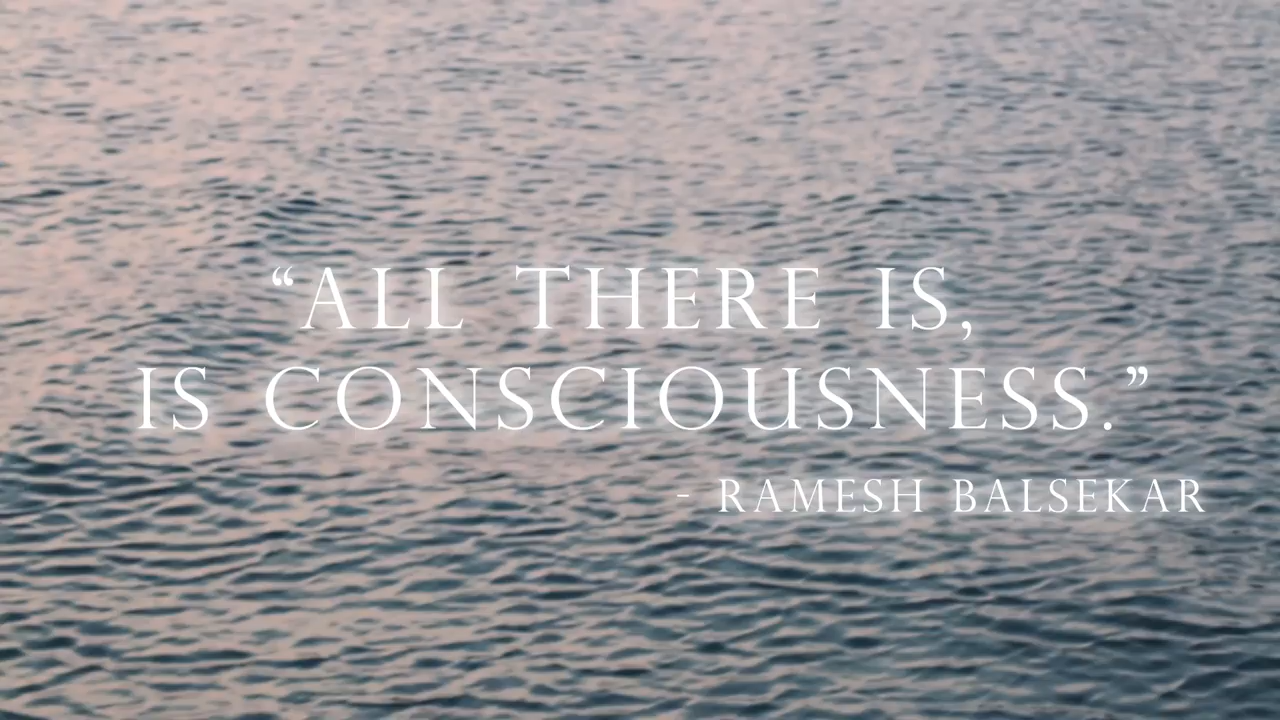 “ALL THERE IS,
IS CONSCIOUSNESS.”
- RAMESH BALSEKAR